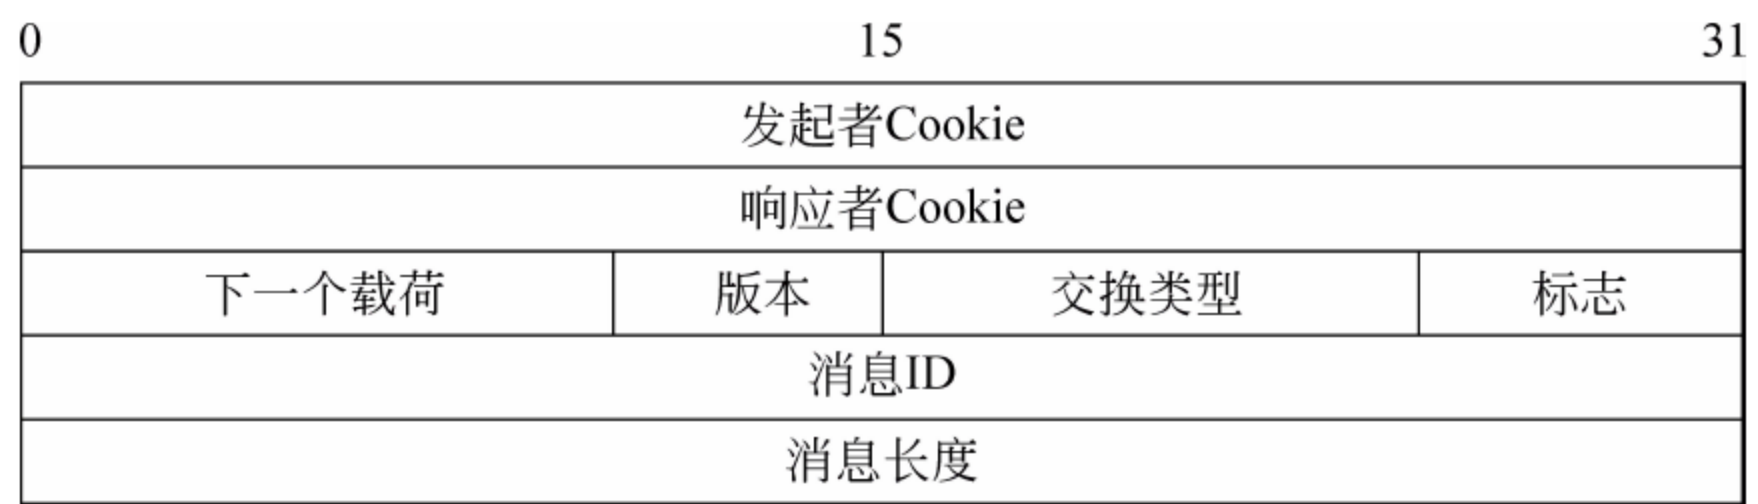 0 15 31
发起者Cookie
响应者Cookie
下一个载荷 版本 交换类型 标志
消息ID
消息长度